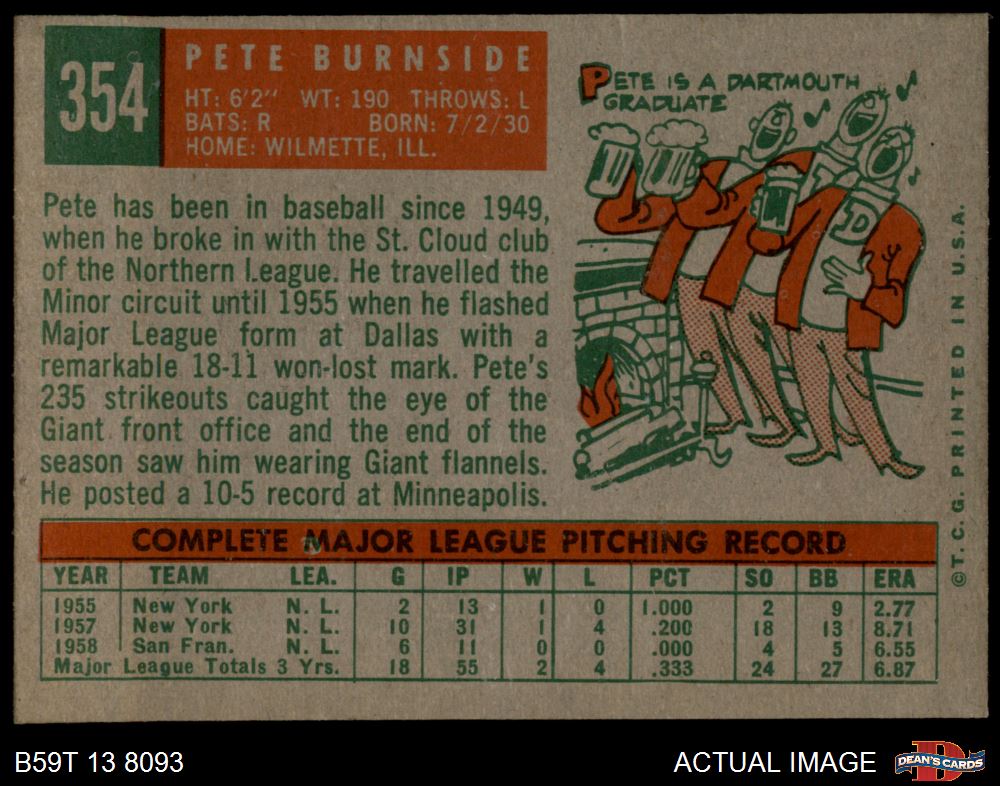 354
PETE BURNSIDE
HT: 6'2" WT: 190 THROWS: L
BATS: R BORN: 7/2/30
HOME: WILMETTE, ILL.
Pete has been in baseball since 1949,
when he broke in with the St. Cloud club
of the Northern League. He travelled the
Minor circuit until 1955 when he flashed
Major League form at Dallas with a
remarkable 18-11 won-lost mark. Pete's
235 strikeouts caught the eye of the
Giant front office and the end of the
season saw him wearing Giant flannels.
He posted a 10-5 record at Minneapolis.
PETE IS A DARTMOUTH
GRADUATE
D
©T.C.G. PRINTED IN U.S.A.
COMPLETE MAJOR LEAGUE PITCHING RECORD
YEAR TEAM LEA. G IP W L PCT SO BB ERA
1955 New York N. L. 2 13 1 0 1.000 2 9 2.77
1957 New York N. L. 10 31 1 4 .200 18 13 8.71
1958 San Fran. N. L. 6 11 0 0 .000 4 5 6.55
Major League Totals 3 Yrs. 18 55 2 4 .333 24 27 6.87
B59T 13 8093
ACTUAL IMAGE
D
DEAN'S CARDS